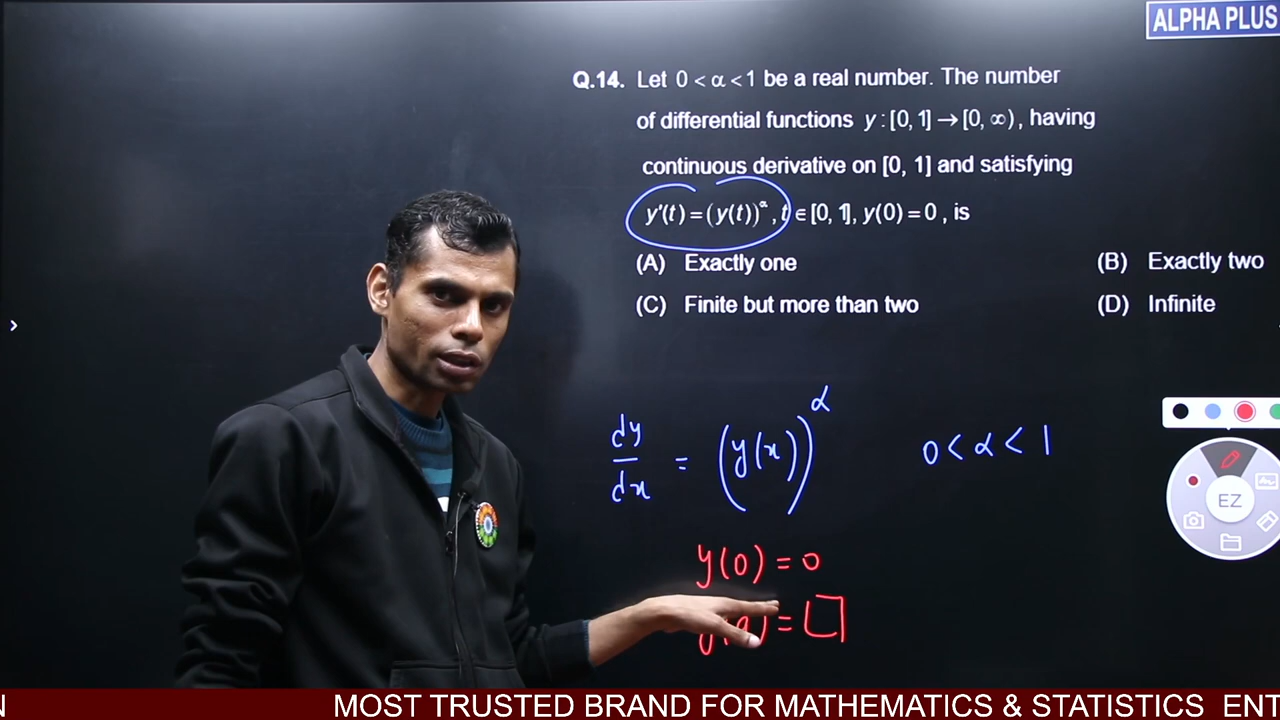 ALPHA PLUS
Q.14. Let 0 < α < 1 be a real number. The number
of differential functions y : [0, 1] → [0, ∞), having
continuous derivative on [0, 1] and satisfying
y'(t) = (y(t))^α, t ∈ [0, 1], y(0) = 0, is
(A) Exactly one (B) Exactly two
(C) Finite but more than two (D) Infinite
dy/dx = (y(x))^α 0 < α < 1
EZ
y(0) = 0
= □
N MOST TRUSTED BRAND FOR MATHEMATICS & STATISTICS ENT